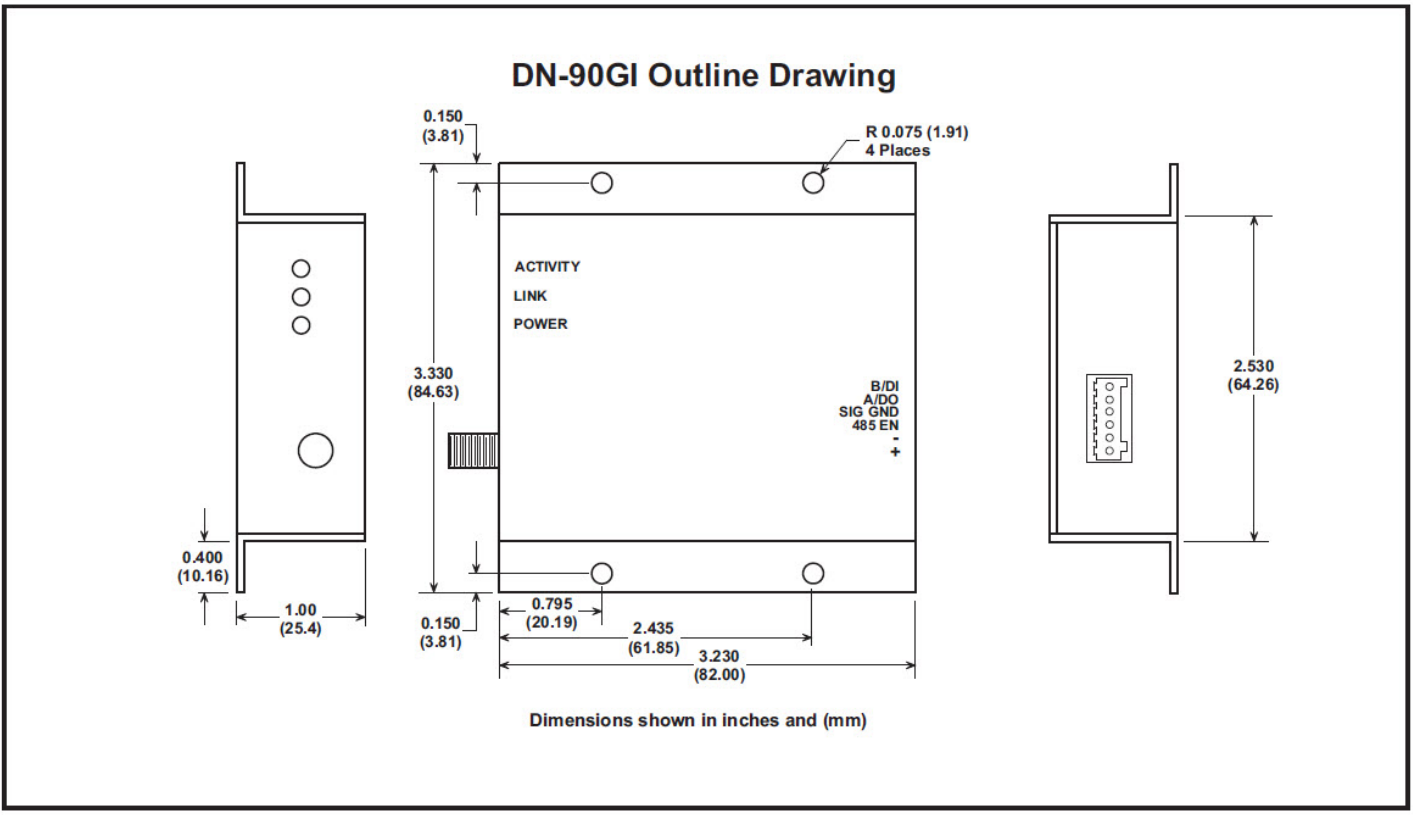 DN-90GI Outline Drawing
0.150
(3.81)
R 0.075 (1.91)
4 Places
ACTIVITY
LINK
POWER
3.330
(84.63)
2.530
(64.26)
B/DI
A/DO
SIG GND
485 EN
-
+
0.400
(10.16)
1.00
(25.4)
0.150
(3.81)
0.795
(20.19)
2.435
(61.85)
3.230
(82.00)
Dimensions shown in inches and (mm)